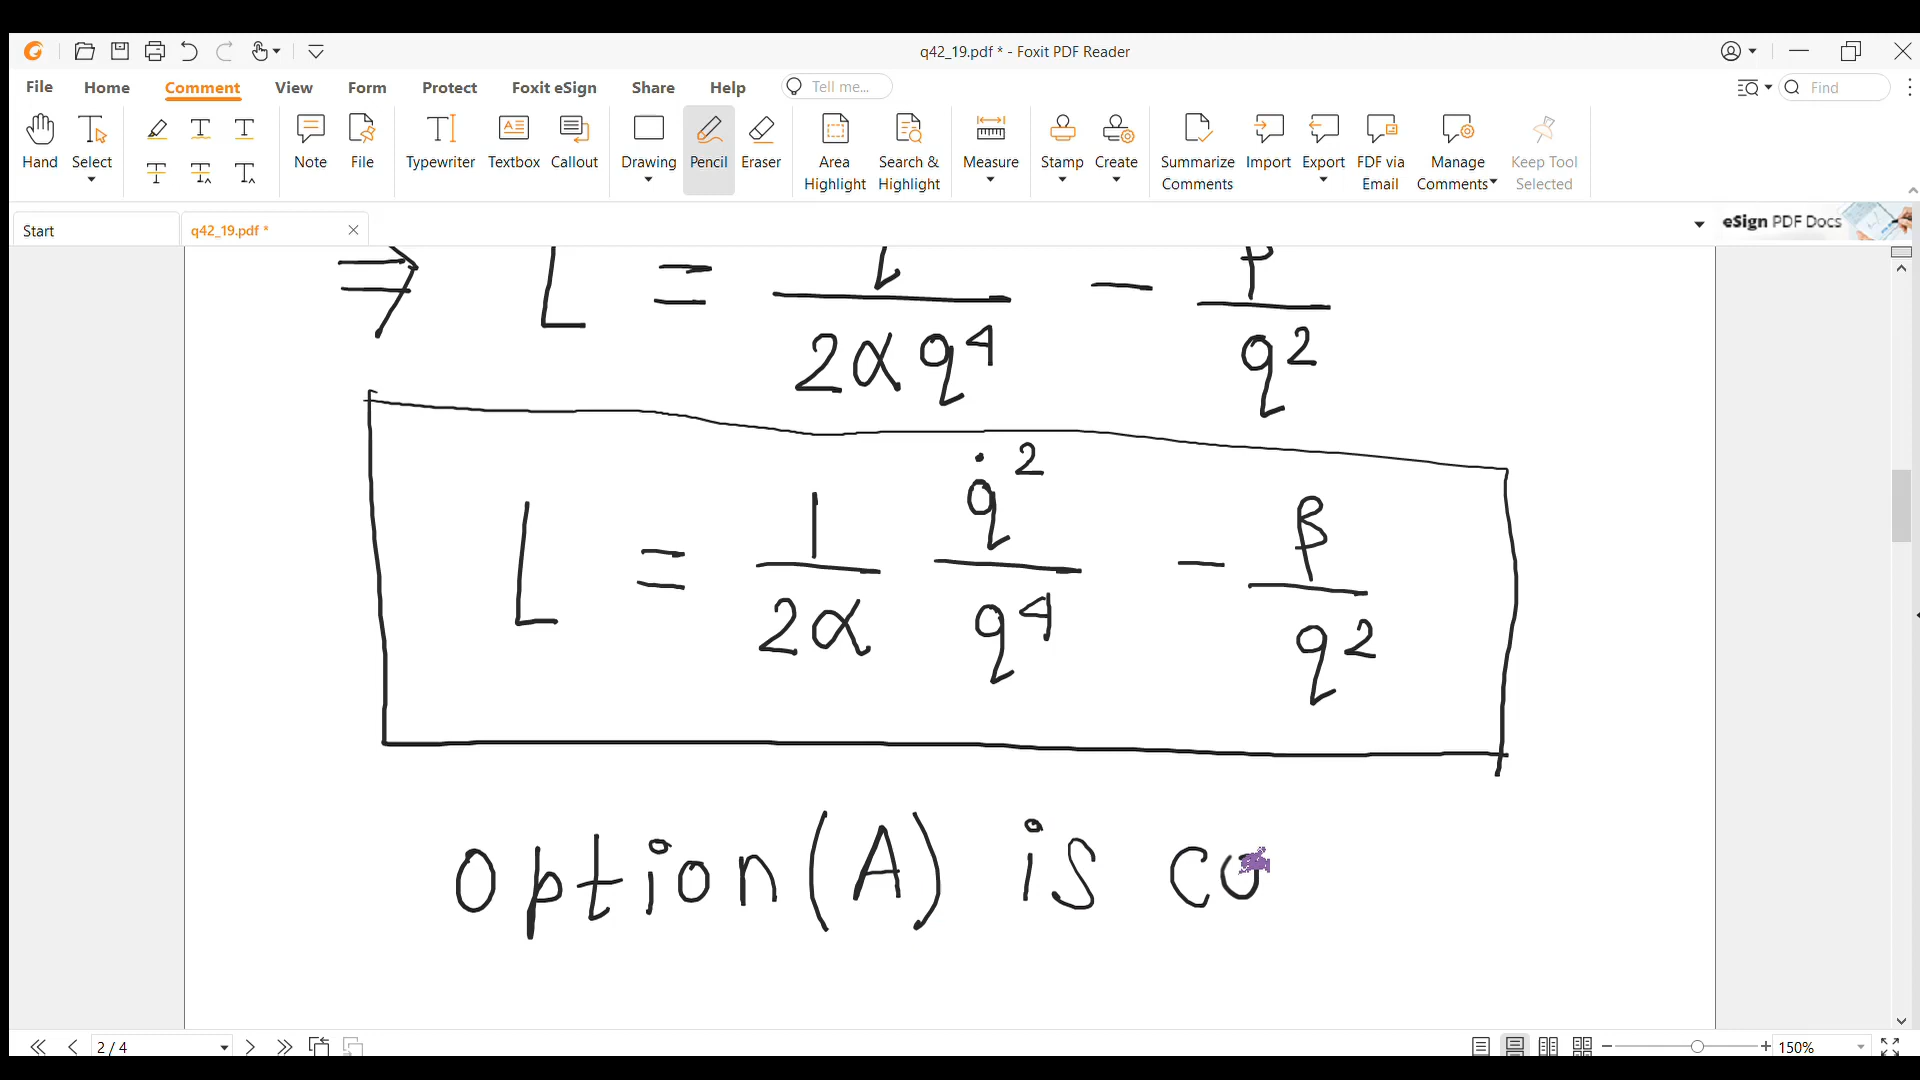 q42_19.pdf * - Foxit PDF Reader
File Home Comment View Form Protect Foxit eSign Share Help Tell me... Find
Hand Select Note File Typewriter Textbox Callout Drawing Pencil Eraser Area Highlight Search & Highlight Measure Stamp Create Summarize Comments Import Export FDF via Email Manage Comments Keep Tool Selected
Start q42_19.pdf * eSign PDF Docs
⇒ L = / 2αq⁴ - β / q²
L = 1/2α q̇²/q⁴ - β/q²
option(A) is co
2 / 4 150%